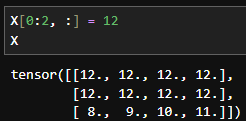 X[0:2, :] = 12
X
tensor([[12., 12., 12., 12.],
[12., 12., 12., 12.],
[ 8., 9., 10., 11.]])